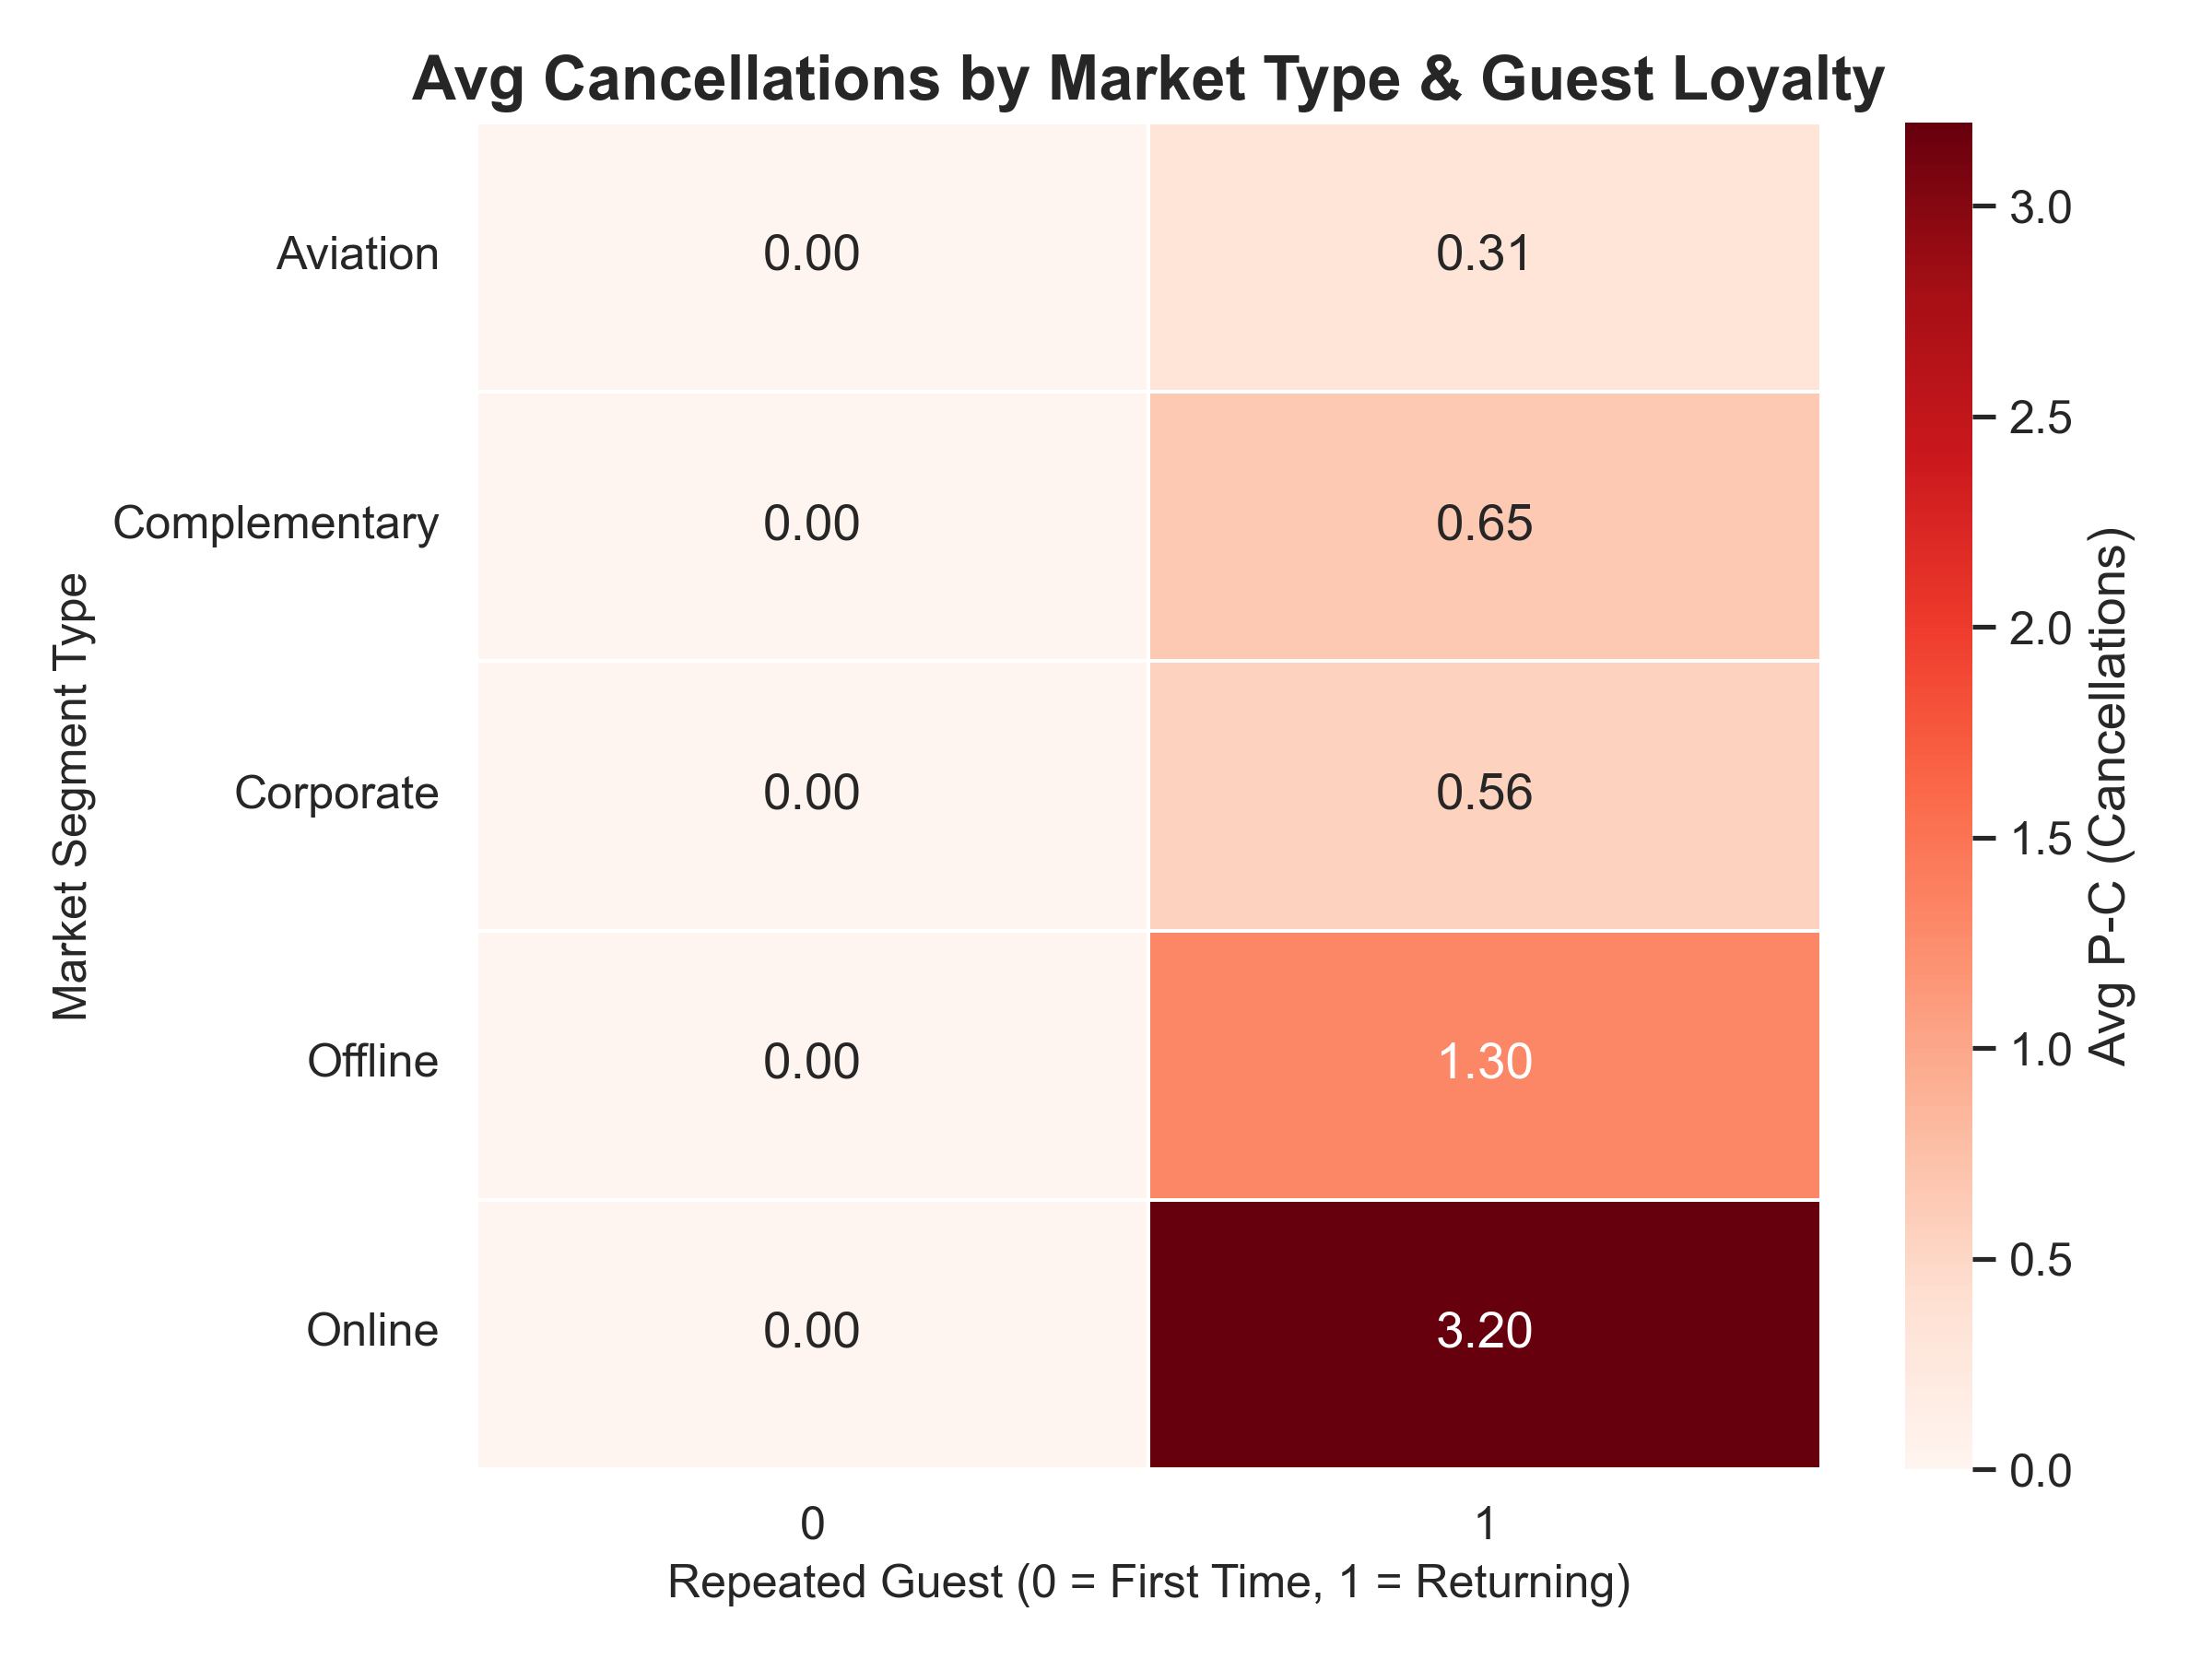 Avg Cancellations by Market Type & Guest Loyalty
Market Segment Type
Aviation
0.00
0.31
Complementary
0.00
0.65
Corporate
0.00
0.56
Offline
0.00
1.30
Online
0.00
3.20
0
1
Repeated Guest (0 = First Time, 1 = Returning)
3.0
2.5
2.0
1.5
1.0
0.5
0.0
Avg P-C (Cancellations)